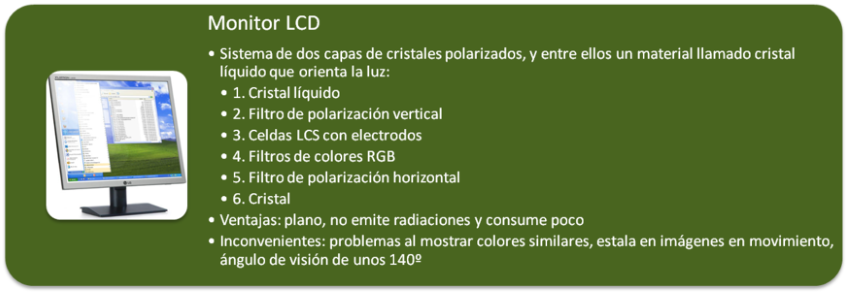 Monitor LCD
• Sistema de dos capas de cristales polarizados, y entre ellos un material llamado cristal
líquido que orienta la luz:
• 1. Cristal líquido
• 2. Filtro de polarización vertical
• 3. Celdas LCS con electrodos
• 4. Filtros de colores RGB
• 5. Filtro de polarización horizontal
• 6. Cristal
• Ventajas: plano, no emite radiaciones y consume poco
• Inconvenientes: problemas al mostrar colores similares, estala en imágenes en movimiento,
ángulo de visión de unos 140º